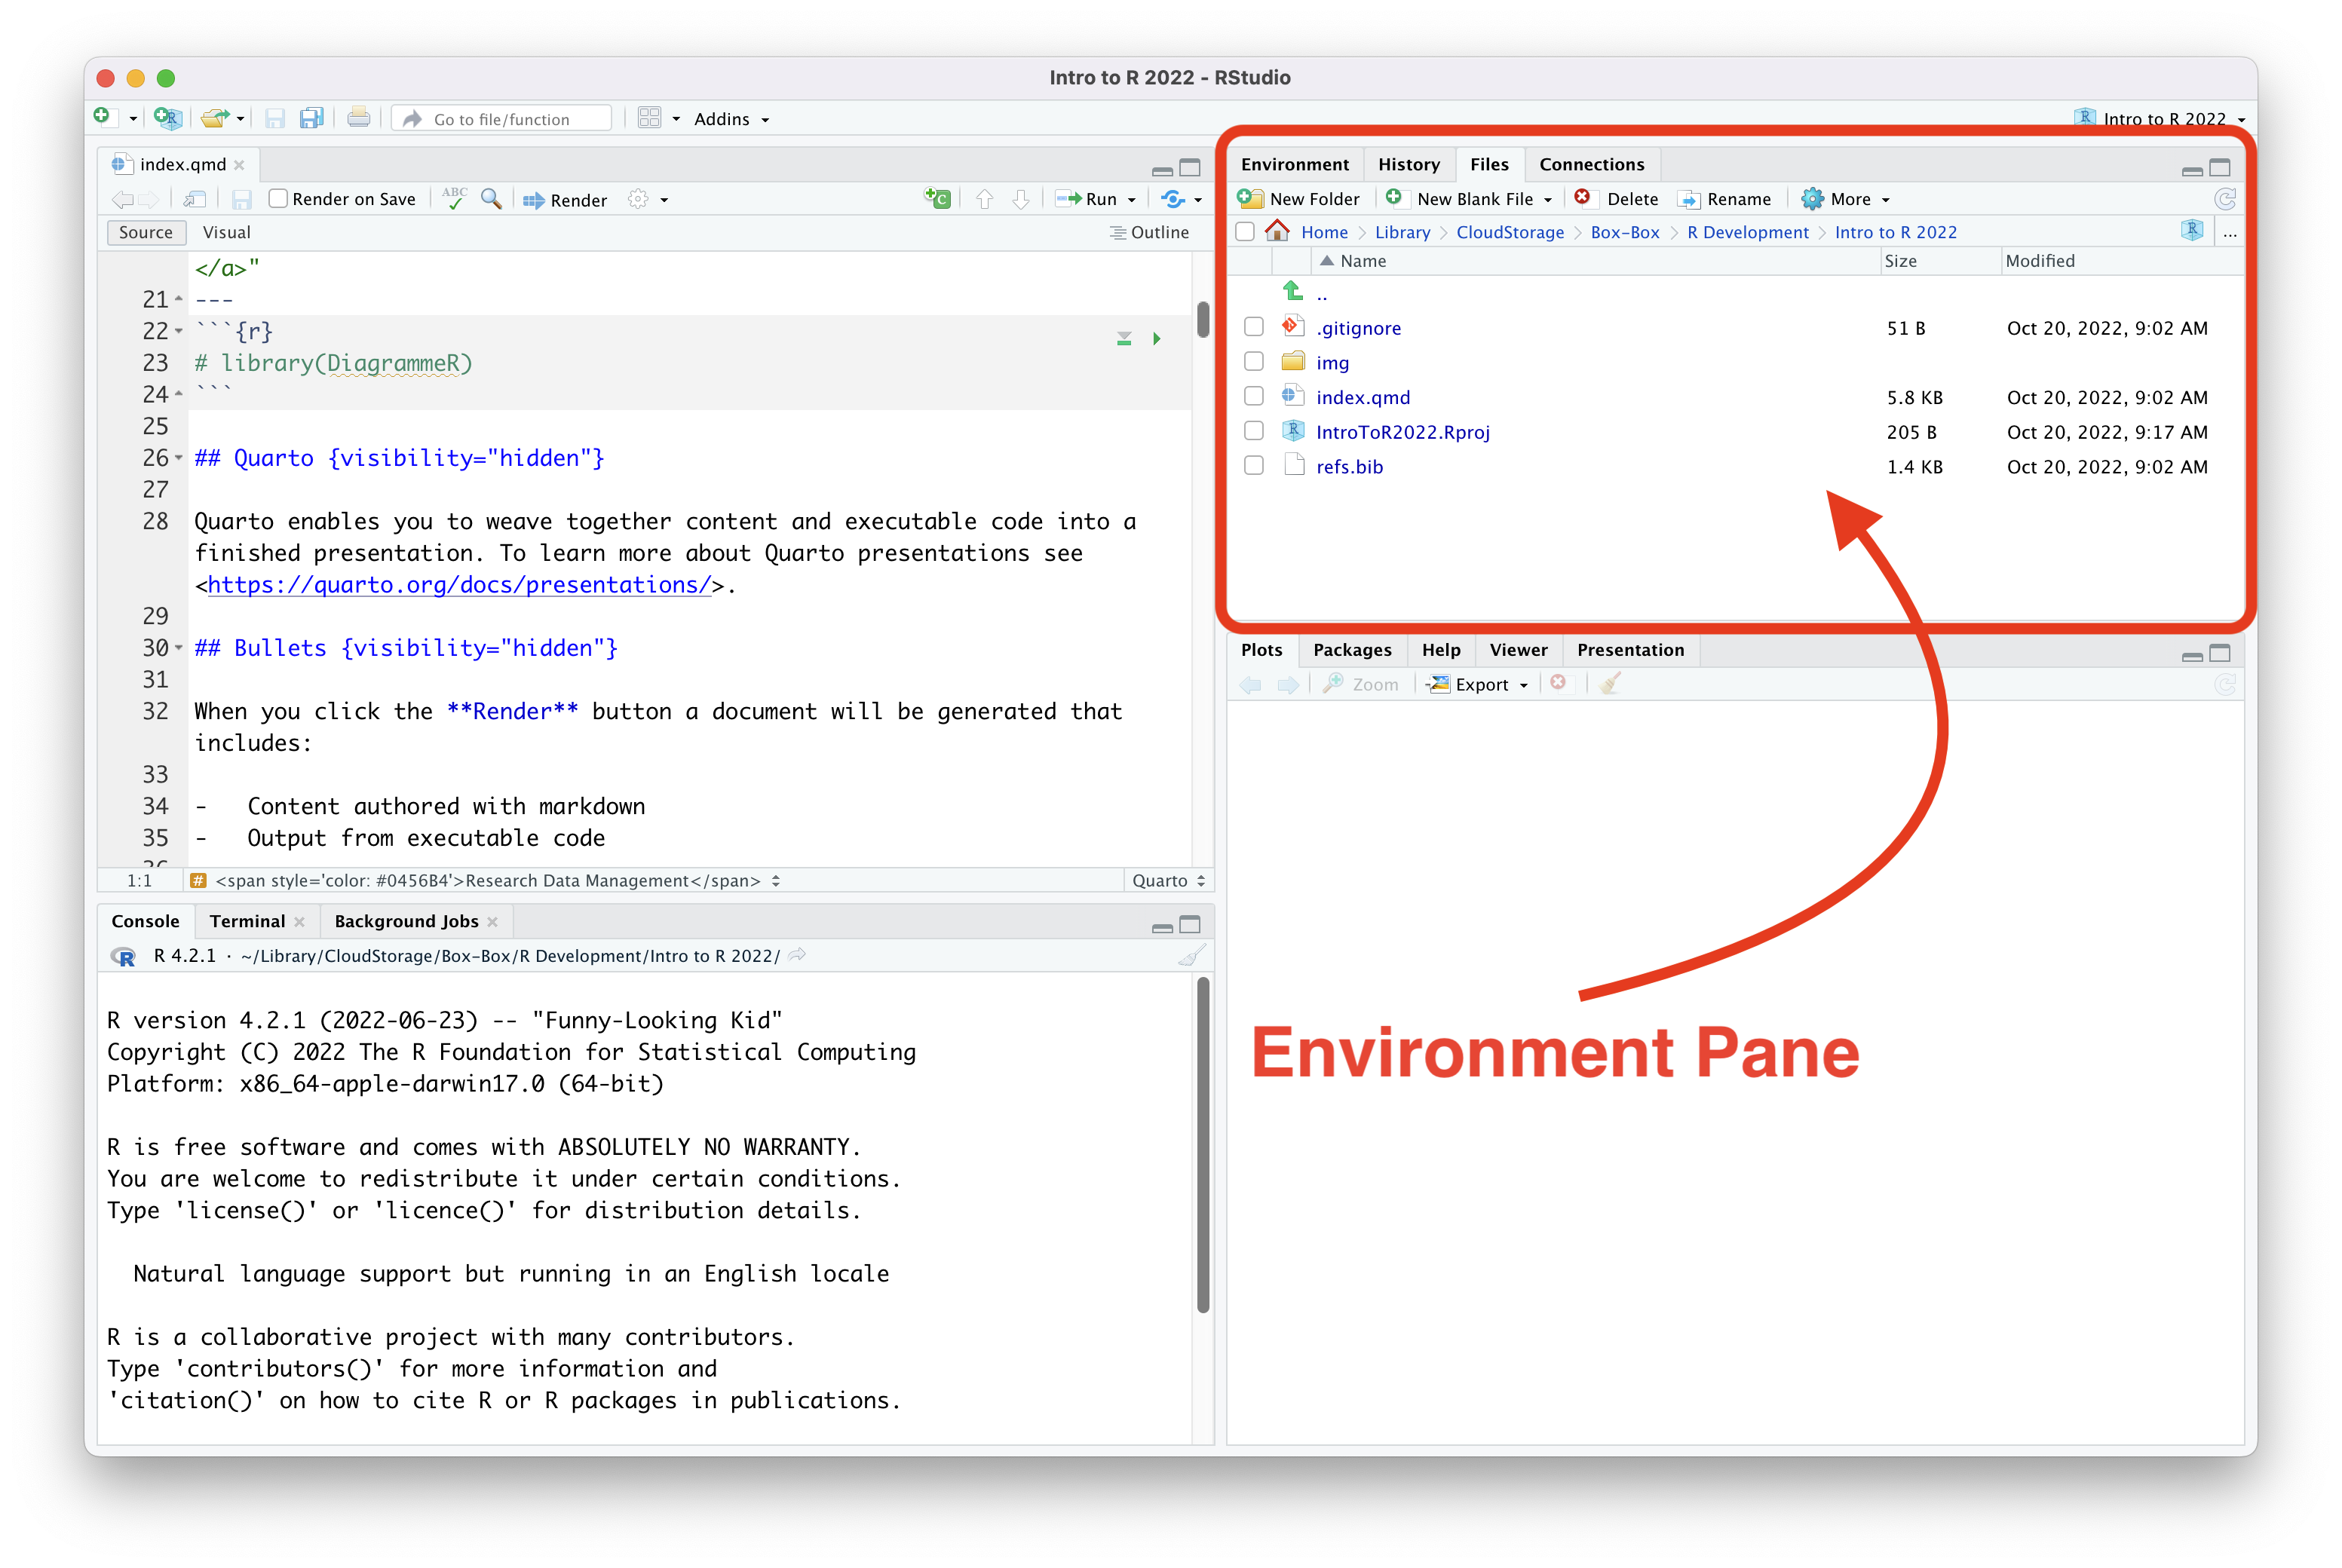 Intro to R 2022 - RStudio
Go to file/function
Addins
Intro to R 2022
index.qmd
Render on Save
ABC
Render
Run
Source
Visual
Outline
</a>"
21 ---
22 ```{r}
23 # library(DiagrammeR)
24 ```
25
26 ## Quarto {visibility="hidden"}
27
28 Quarto enables you to weave together content and executable code into a
finished presentation. To learn more about Quarto presentations see
<https://quarto.org/docs/presentations/>.
29
30 ## Bullets {visibility="hidden"}
31
32 When you click the **Render** button a document will be generated that
includes:
33
34 -   Content authored with markdown
35 -   Output from executable code
36
1:1
# <span style='color: #0456B4'>Research Data Management</span>
Quarto
Console
Terminal
Background Jobs
R 4.2.1 · ~/Library/CloudStorage/Box-Box/R Development/Intro to R 2022/
R version 4.2.1 (2022-06-23) -- "Funny-Looking Kid"
Copyright (C) 2022 The R Foundation for Statistical Computing
Platform: x86_64-apple-darwin17.0 (64-bit)
R is free software and comes with ABSOLUTELY NO WARRANTY.
You are welcome to redistribute it under certain conditions.
Type 'license()' or 'licence()' for distribution details.
Natural language support but running in an English locale
R is a collaborative project with many contributors.
Type 'contributors()' for more information and
'citation()' on how to cite R or R packages in publications.
Environment
History
Files
Connections
New Folder
New Blank File
Delete
Rename
More
Home > Library > CloudStorage > Box-Box > R Development > Intro to R 2022
...
Name Size Modified
..
.gitignore 51 B Oct 20, 2022, 9:02 AM
img
index.qmd 5.8 KB Oct 20, 2022, 9:02 AM
IntroToR2022.Rproj 205 B Oct 20, 2022, 9:17 AM
refs.bib 1.4 KB Oct 20, 2022, 9:02 AM
Plots
Packages
Help
Viewer
Presentation
Zoom
Export
Environment Pane